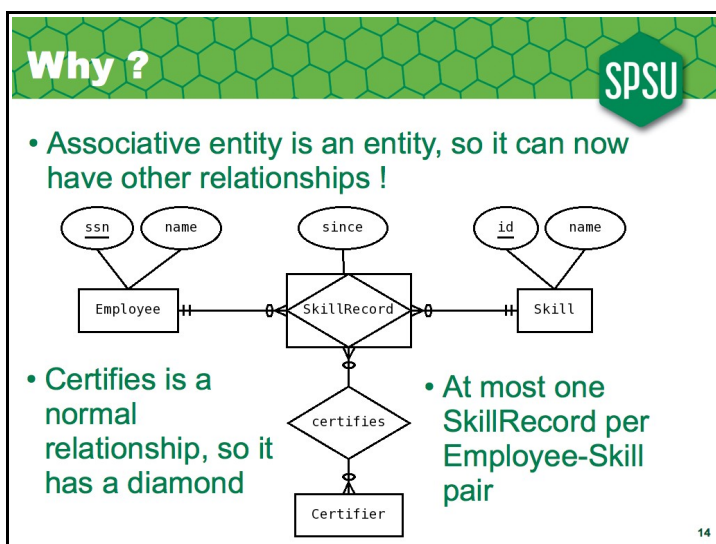 Why ?
SPSU
• Associative entity is an entity, so it can now
have other relationships !
ssn
name
since
id
name
Employee
SkillRecord
Skill
• Certifies is a
normal
relationship, so it
has a diamond
certifies
Certifier
• At most one
SkillRecord per
Employee-Skill
pair
14